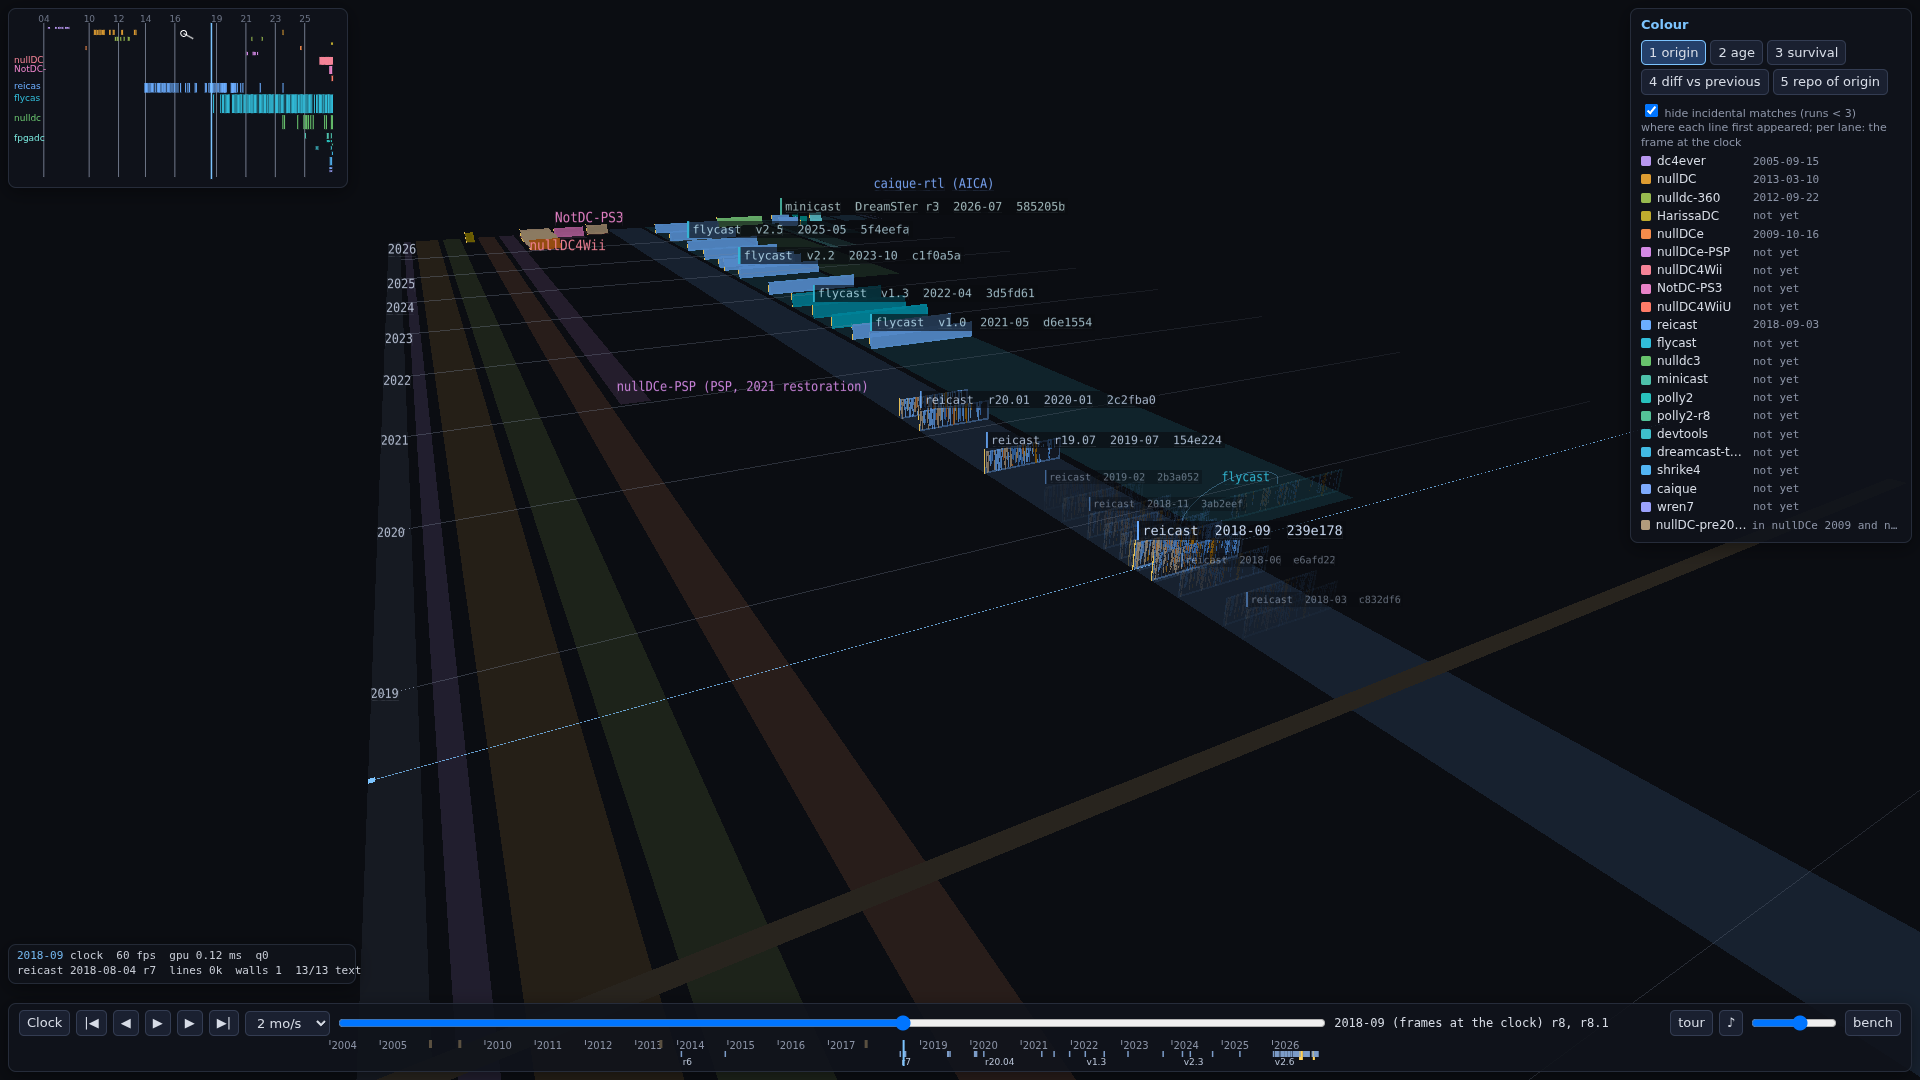 04 10 12 14 16 19 21 23 25
nullDC
NotDC-
reicas
flycas
nulldc
fpgadc
caique-rtl (AICA)
minicast DreamSTer r3 2026-07 585205b
NotDC-PS3
flycast v2.5 2025-05 5f4eefa
nullDC4Wii
2026
flycast v2.2 2023-10 c1f0a5a
2025
flycast v1.3 2022-04 3d5fd61
2024
flycast v1.0 2021-05 d6e1554
2023
2022
nullDCe-PSP (PSP, 2021 restoration)
reicast r20.01 2020-01 2c2fba0
2021
reicast r19.07 2019-07 154e224
reicast 2019-02 2b3a052
flycast
reicast 2018-11 3ab2eef
2020
reicast 2018-09 239e178
reicast 2018-06 e6afd22
reicast 2018-03 c832df6
2019
Colour
1 origin 2 age 3 survival
4 diff vs previous 5 repo of origin
hide incidental matches (runs < 3)
where each line first appeared; per lane: the
frame at the clock
dc4ever 2005-09-15
nullDC 2013-03-10
nulldc-360 2012-09-22
HarissaDC not yet
nullDCe 2009-10-16
nullDCe-PSP not yet
nullDC4Wii not yet
NotDC-PS3 not yet
nullDC4WiiU not yet
reicast 2018-09-03
flycast not yet
nulldc3 not yet
minicast not yet
polly2 not yet
polly2-r8 not yet
devtools not yet
dreamcast-t... not yet
shrike4 not yet
caique not yet
wren7 not yet
nullDC-pre20... in nullDCe 2009 and n...
2018-09 clock 60 fps gpu 0.12 ms q0
reicast 2018-08-04 r7 lines 0k walls 1 13/13 text
Clock |◀ ◀ ▶ ▶ ▶| 2 mo/s 2018-09 (frames at the clock) r8, r8.1 tour ♪ bench
2004 2005 2010 2011 2012 2013 2014 2015 2016 2017 2019 2020 2021 2022 2023 2024 2025 2026
r6 r7 r20.04 v1.3 v2.3 v2.6